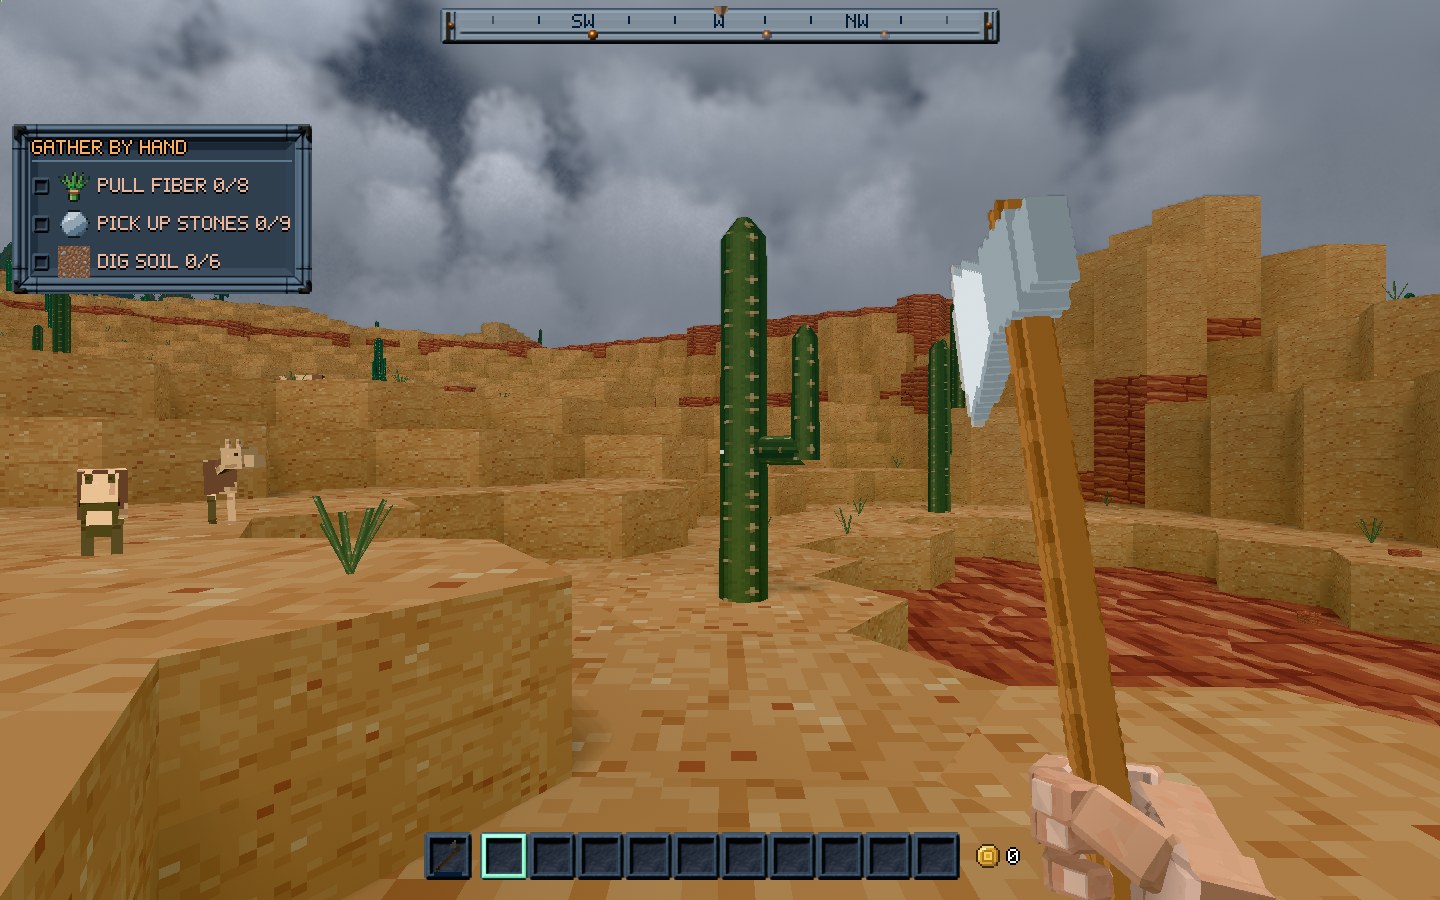 SW W NW
GATHER BY HAND
PULL FIBER 0/8
PICK UP STONES 0/9
DIG SOIL 0/6
0